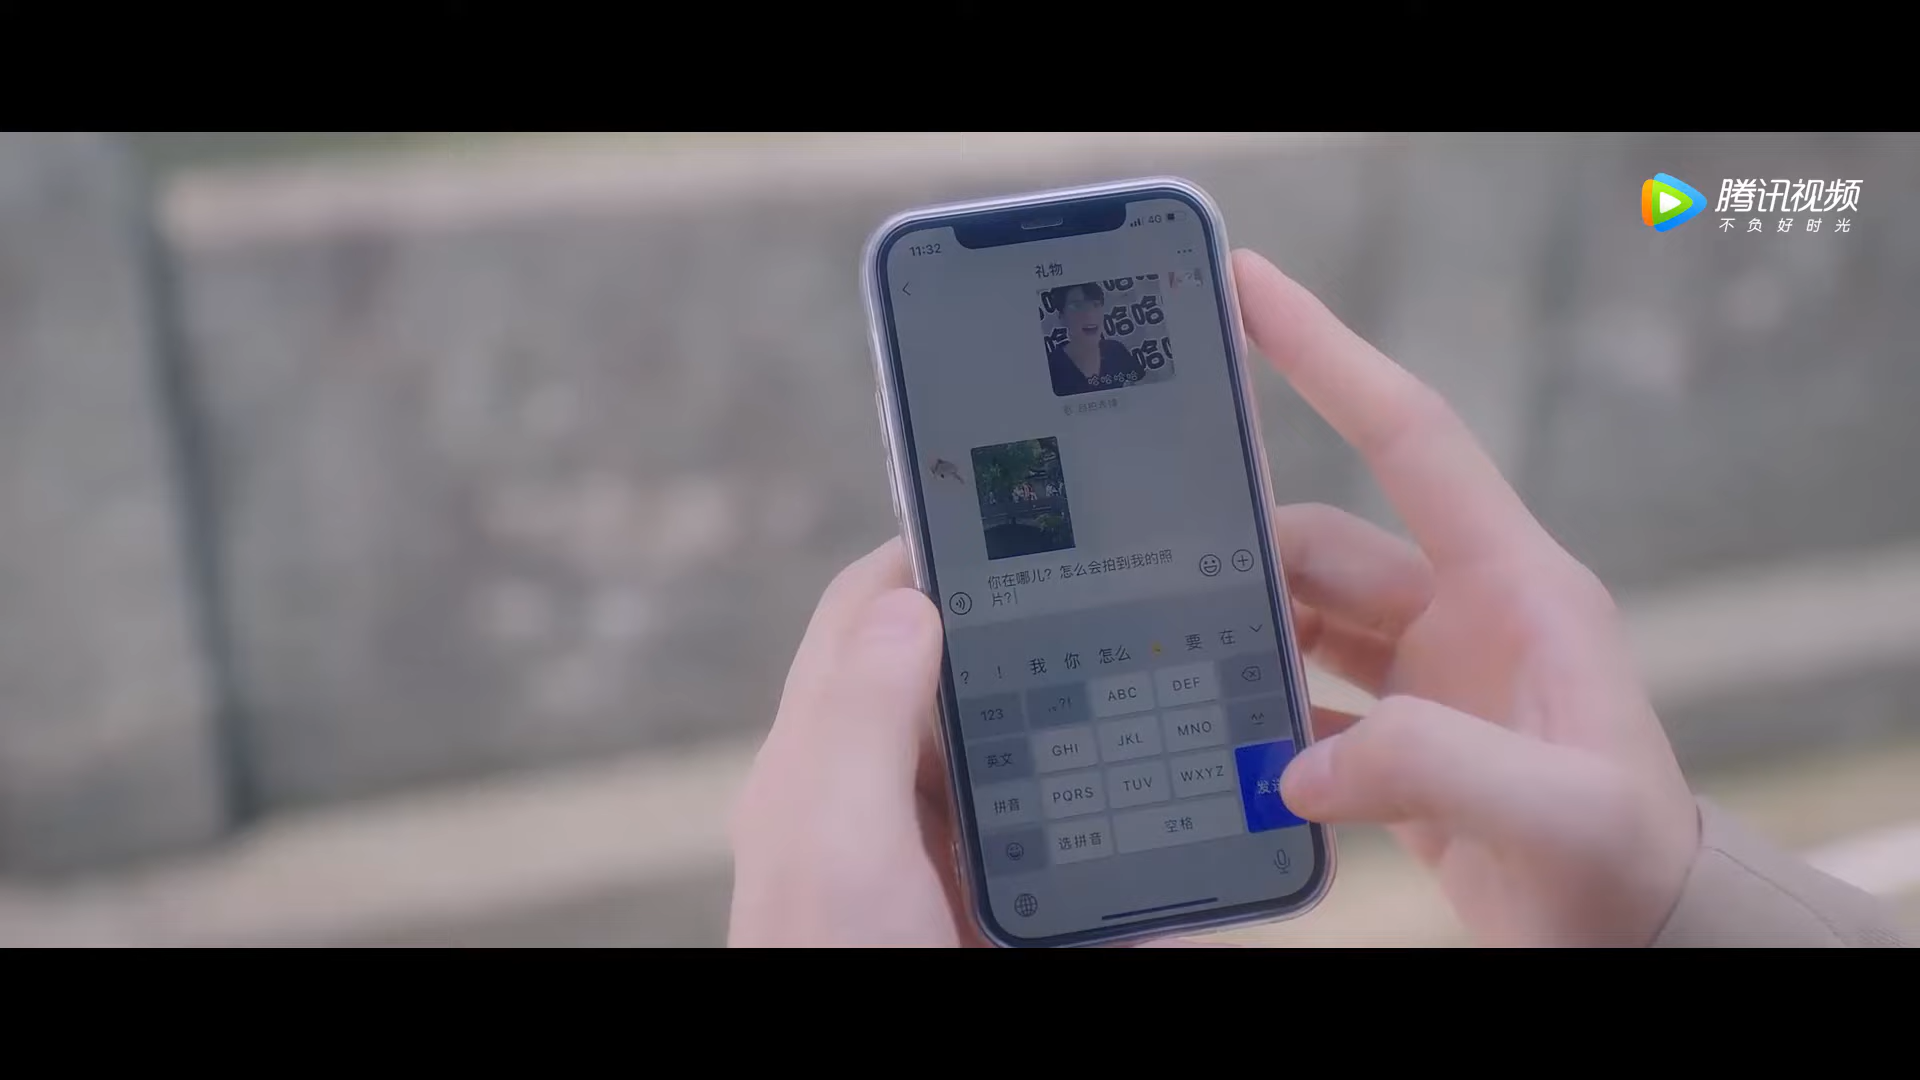 腾讯视频
不负好时光
11:32
4G
礼物
哈哈
哈
哈哈哈哈
你在哪儿？怎么会拍到我的照
片？
？ ！ 我 你 怎么 要 在
123 ,。?! ABC DEF
英文 GHI JKL MNO ^^
拼音 PQRS TUV WXYZ
选拼音 空格